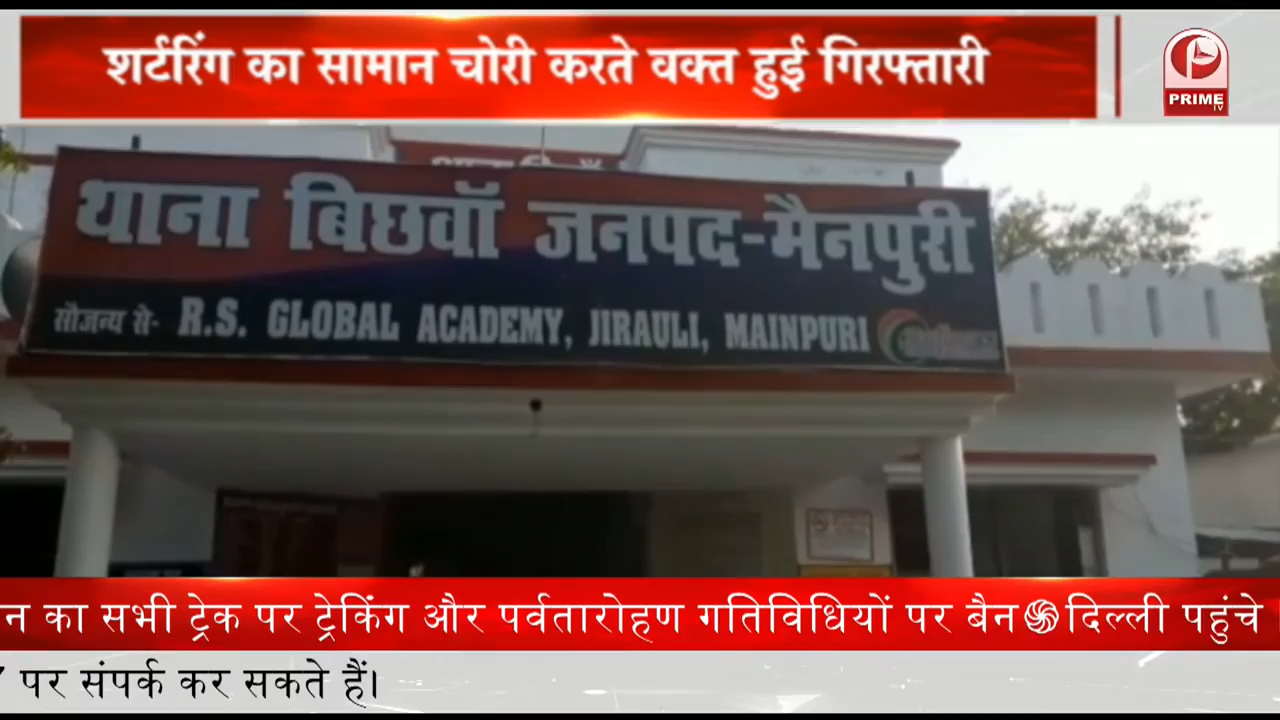 शर्टरिंग का सामान चोरी करते वक्त हुई गिरफ्तारी
PRIME
TV
थाना बिछवाॅं जनपद-मैनपुरी
सौजन्य से- R.S. GLOBAL ACADEMY, JIRAULI, MAINPURI
न का सभी ट्रेक पर ट्रेकिंग और पर्वतारोहण गतिविधियों पर बैन दिल्ली पहुंचे
पर संपर्क कर सकते हैं।